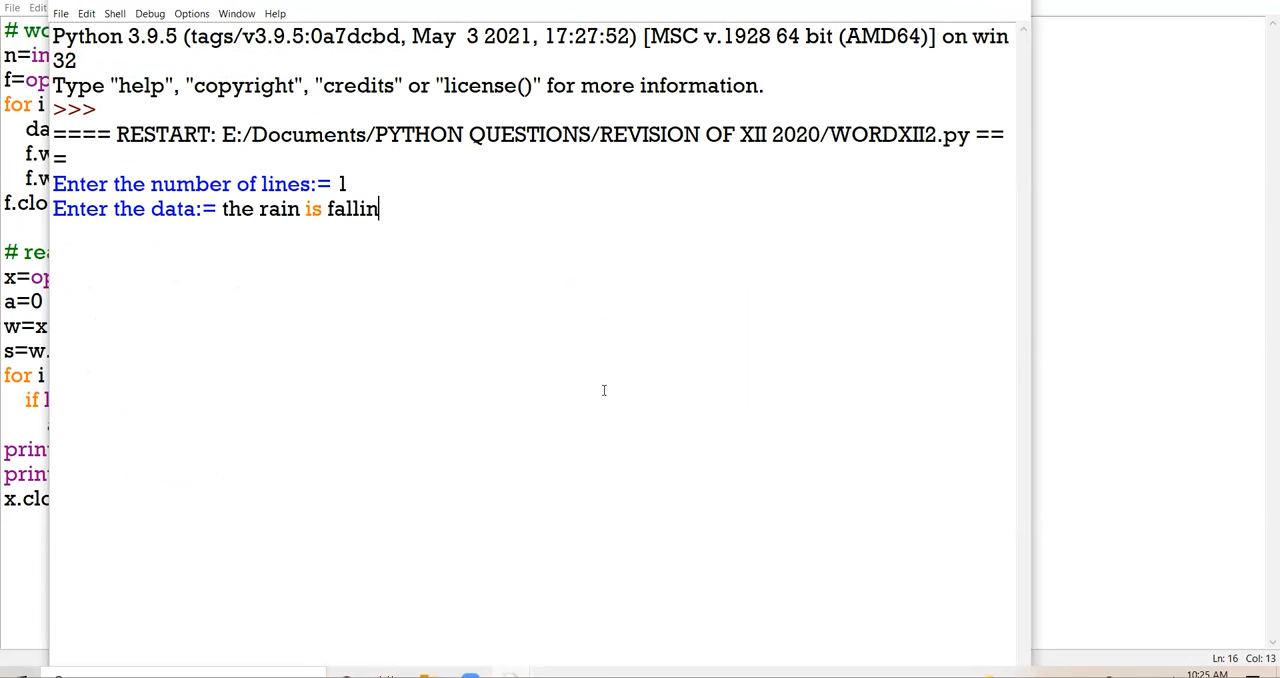 File Edit
File Edit Shell Debug Options Window Help
Python 3.9.5 (tags/v3.9.5:0a7dcbd, May 3 2021, 17:27:52) [MSC v.1928 64 bit (AMD64)] on win
32
Type "help", "copyright", "credits" or "license()" for more information.
>>>
==== RESTART: E:/Documents/PYTHON QUESTIONS/REVISION OF XII 2020/WORDXII2.py ==
=
Enter the number of lines:= 1
Enter the data:= the rain is fallin
# wo
n=in
f=op
for i
da
f.w
f.w
f.clo
# rea
x=op
a=0
w=x
s=w.
for i
if l
prin
prin
x.clo
Ln: 16 Col: 13
10:25 AM